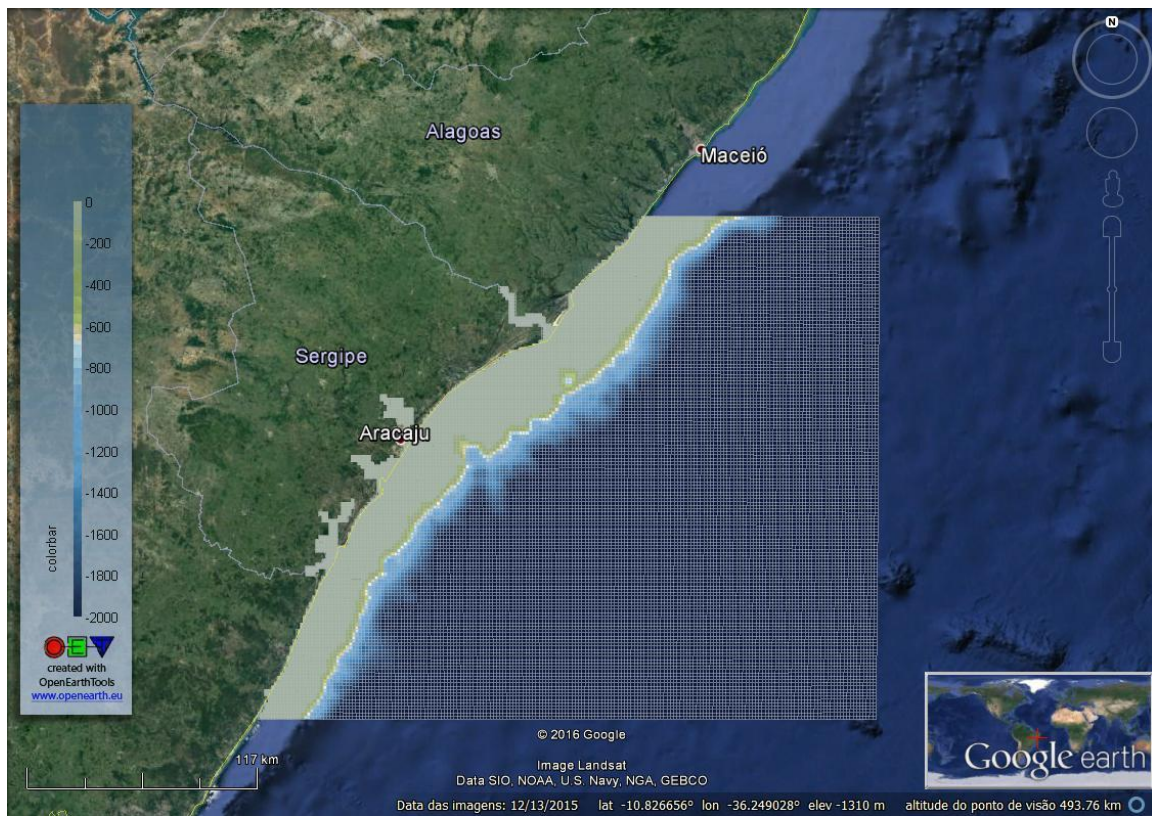 N
Alagoas
Maceió
0
-200
-400
-600
-800
-1000
-1200
-1400
-1600
-1800
-2000
colorbar
Sergipe
Aracaju
OET
created with
OpenEarthTools
www.openearth.eu
117 km
© 2016 Google
Image Landsat
Data SIO, NOAA, U.S. Navy, NGA, GEBCO
Google earth
Data das imagens: 12/13/2015 lat -10.826656° lon -36.249028° elev -1310 m altitude do ponto de visão 493.76 km